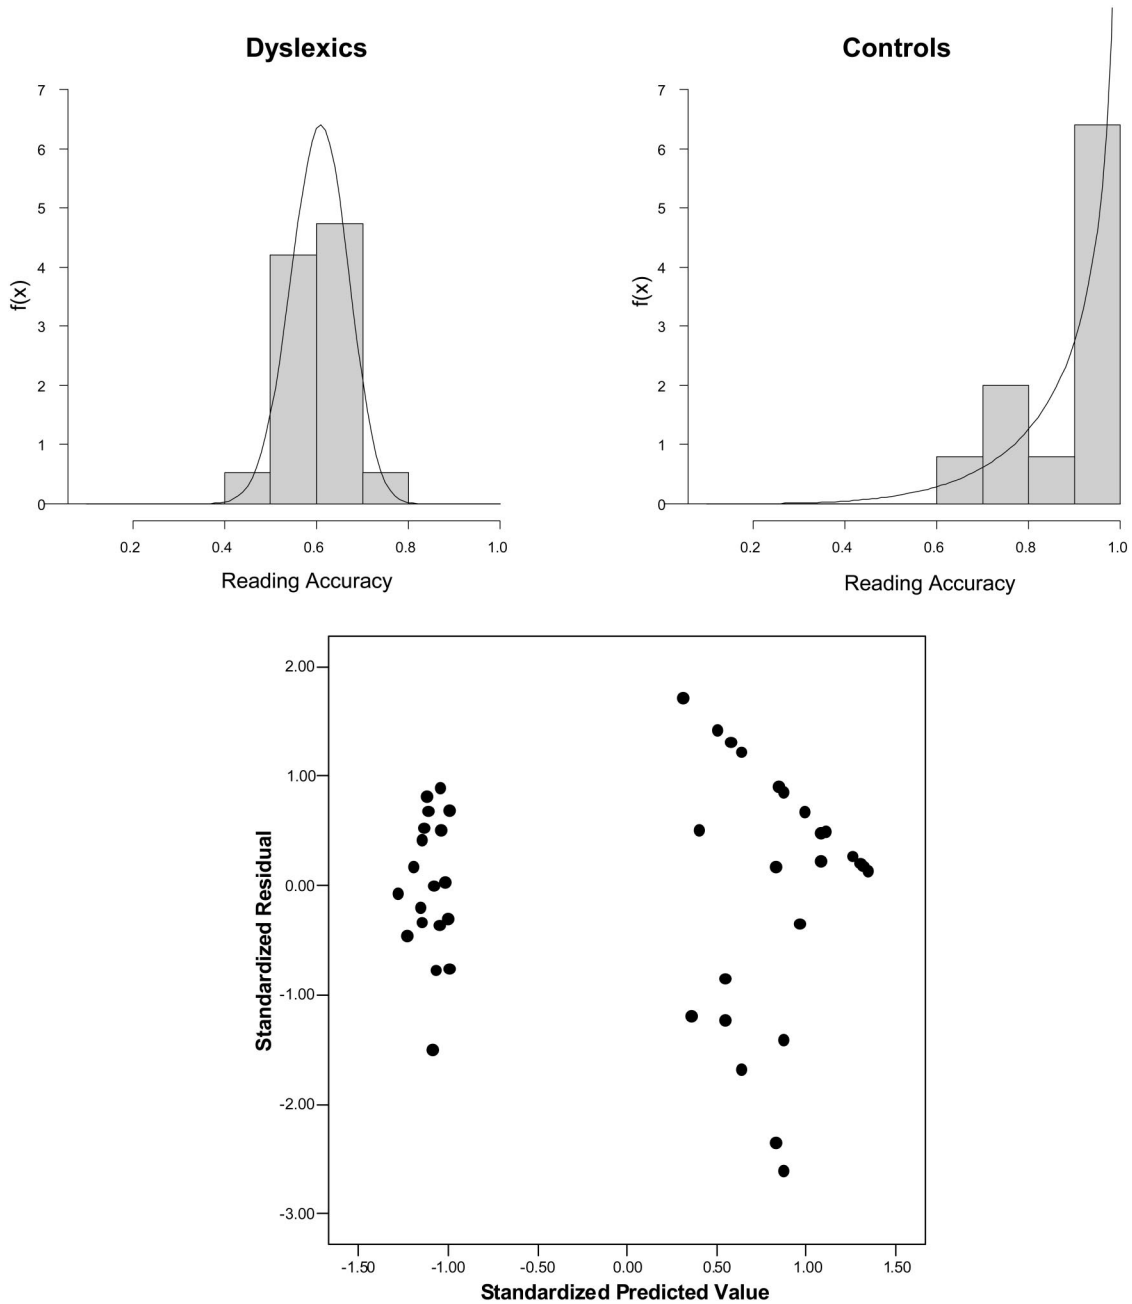 Dyslexics
7
6
5
4
3
2
1
0
f(x)
0.2 0.4 0.6 0.8 1.0
Reading Accuracy
Controls
7
6
5
4
3
2
1
0
f(x)
0.2 0.4 0.6 0.8 1.0
Reading Accuracy
2.00
1.00
0.00
-1.00
-2.00
-3.00
Standardized Residual
-1.50 -1.00 -0.50 0.00 0.50 1.00 1.50
Standardized Predicted Value